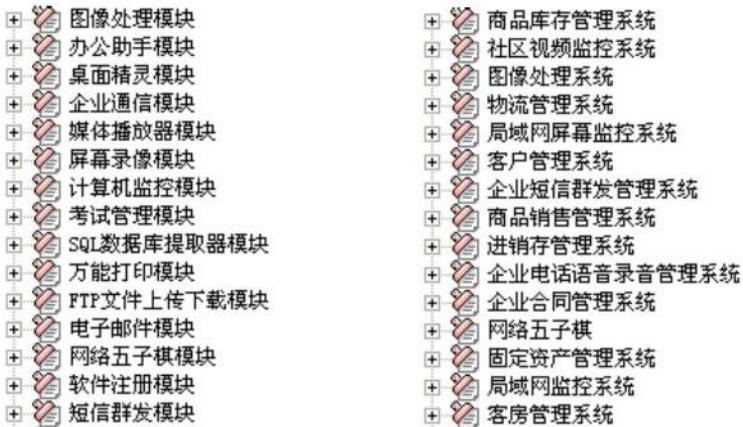 图像处理模块
办公助手模块
桌面精灵模块
企业通信模块
媒体播放器模块
屏幕录像模块
计算机监控模块
考试管理模块
SQL数据库提取器模块
万能打印模块
FTP文件上传下载模块
电子邮件模块
网络五子棋模块
软件注册模块
短信群发模块
商品库存管理系统
社区视频监控系统
图像处理系统
物流管理系统
局域网屏幕监控系统
客户管理系统
企业短信群发管理系统
商品销售管理系统
进销存管理系统
企业电话语音录音管理系统
企业合同管理系统
网络五子棋
固定资产管理系统
局域网监控系统
客房管理系统